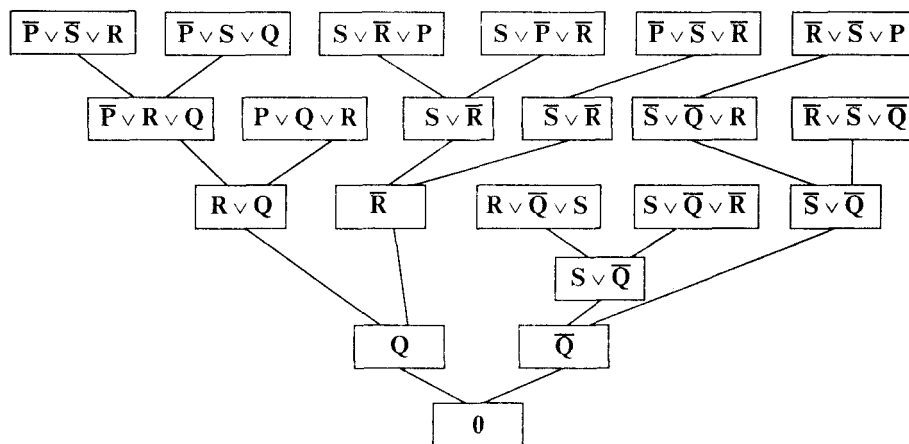 P̅ ∨ S̅ ∨ R P̅ ∨ S ∨ Q S ∨ R̅ ∨ P S ∨ P̅ ∨ R̅ P̅ ∨ S̅ ∨ R̅ R̅ ∨ S̅ ∨ P
P̅ ∨ R ∨ Q P ∨ Q ∨ R S ∨ R̅ S̅ ∨ R̅ S̅ ∨ Q̅ ∨ R R̅ ∨ S̅ ∨ Q̅
R ∨ Q R̅ R ∨ Q̅ ∨ S S ∨ Q̅ ∨ R̅ S̅ ∨ Q̅
S ∨ Q̅
Q Q̅
0